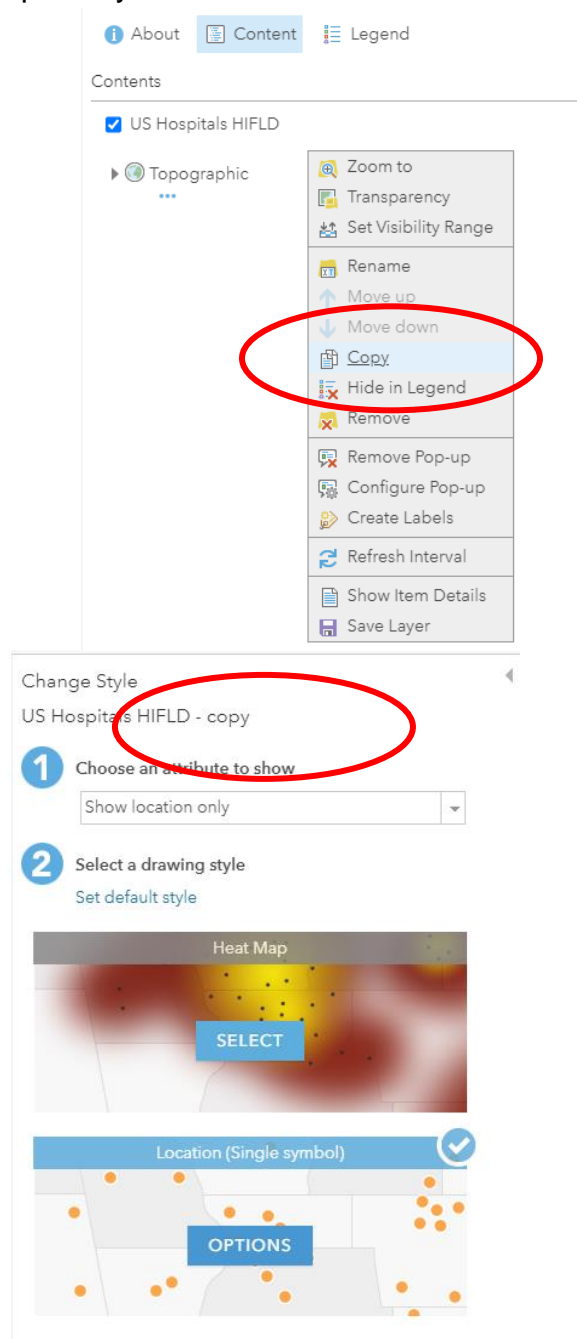 About Content Legend
Contents
US Hospitals HIFLD
Topographic
Zoom to
Transparency
Set Visibility Range
Rename
Move up
Move down
Copy
Hide in Legend
Remove
Remove Pop-up
Configure Pop-up
Create Labels
Refresh Interval
Show Item Details
Save Layer
Change Style
US Hospitals HIFLD - copy
1 Choose an attribute to show
Show location only
2 Select a drawing style
Set default style
Heat Map
SELECT
Location (Single symbol)
OPTIONS